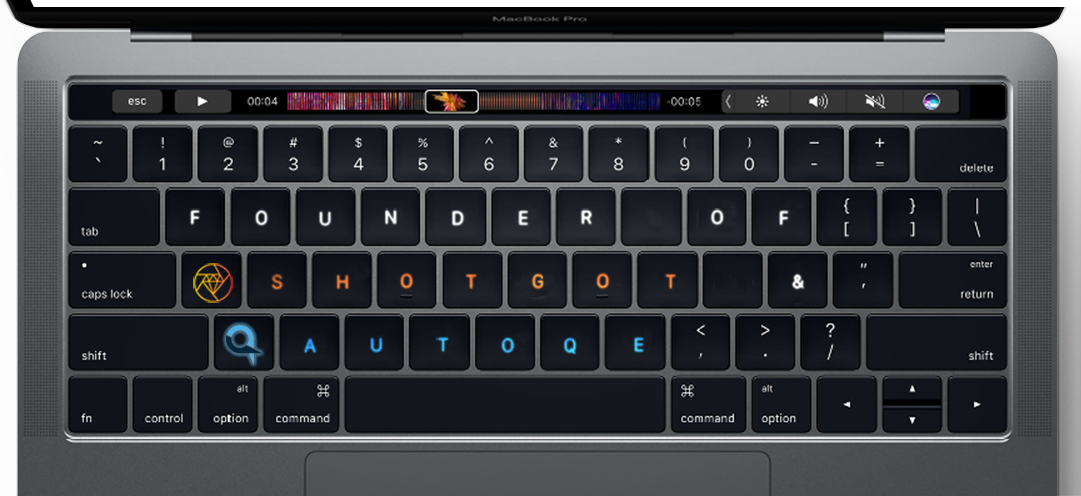 MacBook Pro
esc 00:04 -00:05
~ ` ! 1 @ 2 # 3 $ 4 % 5 ^ 6 & 7 * 8 ( 9 ) 0 – - + = delete
tab F O U N D E R O F { [ } ] | \
caps lock S H O T G O T & " ' enter return
shift A U T O Q E < , > . ? / shift
fn control alt option ⌘ command ⌘ command alt option